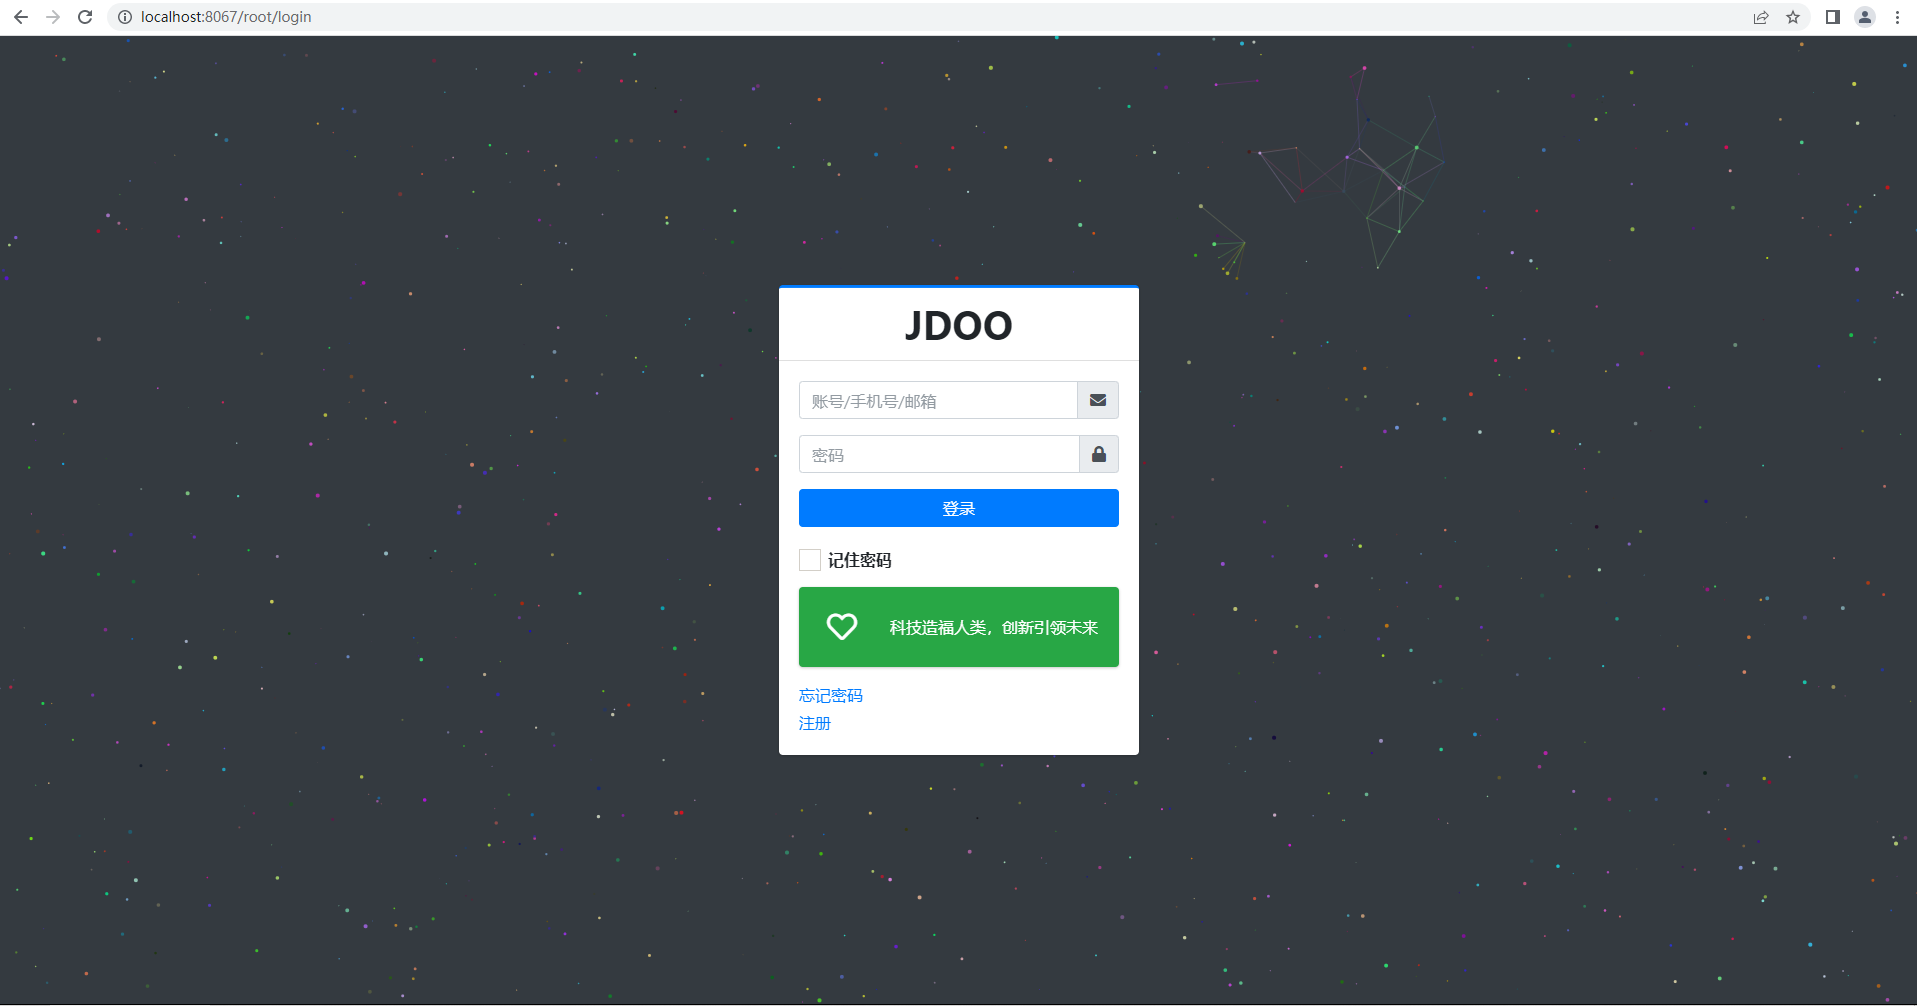 localhost:8067/root/login
JDOO
账号/手机号/邮箱
密码
登录
记住密码
科技造福人类，创新引领未来
忘记密码
注册